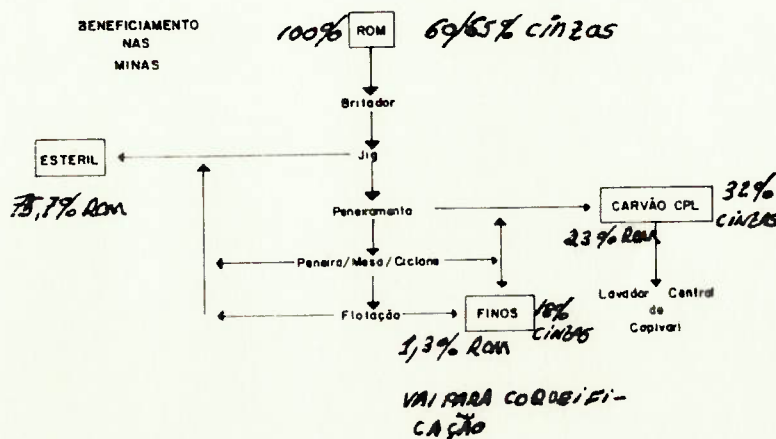 BENEFICIAMENTO
NAS
MINAS
100% ROM 60/65% cinzas
Britador
ESTERIL
Jig
75,7% ROM
Peneiramento
CARVÃO CPL
32%
CINZAS
23% ROM
Peneira/Mesa/Ciclone
Lavador Central
de
Capivari
Flotação
FINOS
18%
CINZAS
1,3% ROM
VAI PARA COQUEIFI-
CAÇÃO